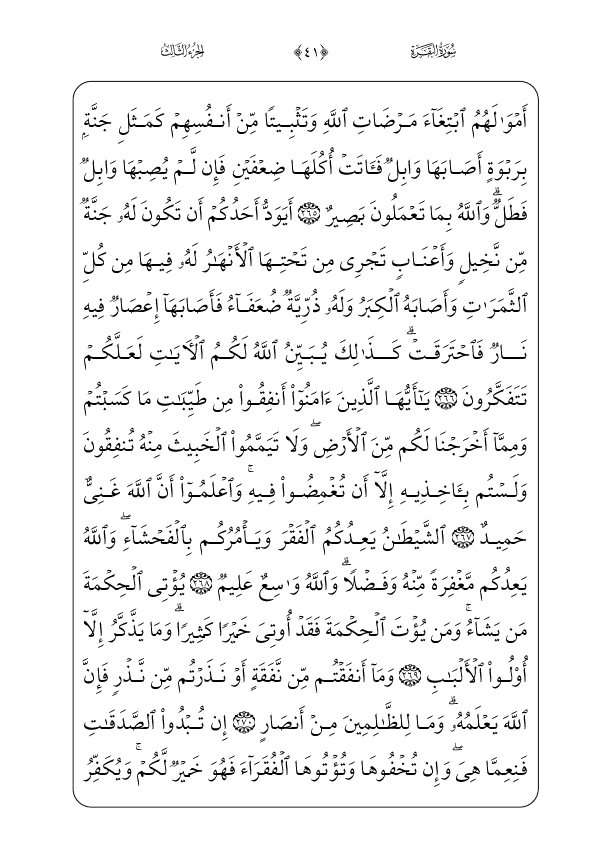 سُورَةُ البَقَرَةِ ﴿٤١﴾ الجُزءُ الثَّالِثُ
أَمْوَٰلَهُمُ ٱبْتِغَآءَ مَرْضَاتِ ٱللَّهِ وَتَثْبِيتًا مِّنْ أَنفُسِهِمْ كَمَثَلِ جَنَّةٍۭ
بِرَبْوَةٍ أَصَابَهَا وَابِلٌ فَـَٔاتَتْ أُكُلَهَا ضِعْفَيْنِ فَإِن لَّمْ يُصِبْهَا وَابِلٌ
فَطَلٌّۗ وَٱللَّهُ بِمَا تَعْمَلُونَ بَصِيرٌ ٢٦٥ أَيَوَدُّ أَحَدُكُمْ أَن تَكُونَ لَهُۥ جَنَّةٌ
مِّن نَّخِيلٍ وَأَعْنَابٍ تَجْرِى مِن تَحْتِهَا ٱلْأَنْهَٰرُ لَهُۥ فِيهَا مِن كُلِّ
ٱلثَّمَرَٰتِ وَأَصَابَهُ ٱلْكِبَرُ وَلَهُۥ ذُرِّيَّةٌ ضُعَفَآءُ فَأَصَابَهَآ إِعْصَارٌ فِيهِ
نَارٌ فَٱحْتَرَقَتْۗ كَذَٰلِكَ يُبَيِّنُ ٱللَّهُ لَكُمُ ٱلْـَٔايَٰتِ لَعَلَّكُمْ
تَتَفَكَّرُونَ ٢٦٦ يَٰٓأَيُّهَا ٱلَّذِينَ ءَامَنُوٓا۟ أَنفِقُوا۟ مِن طَيِّبَٰتِ مَا كَسَبْتُمْ
وَمِمَّآ أَخْرَجْنَا لَكُم مِّنَ ٱلْأَرْضِۖ وَلَا تَيَمَّمُوا۟ ٱلْخَبِيثَ مِنْهُ تُنفِقُونَ
وَلَسْتُم بِـَٔاخِذِيهِ إِلَّآ أَن تُغْمِضُوا۟ فِيهِۚ وَٱعْلَمُوٓا۟ أَنَّ ٱللَّهَ غَنِىٌّ
حَمِيدٌ ٢٦٧ ٱلشَّيْطَٰنُ يَعِدُكُمُ ٱلْفَقْرَ وَيَأْمُرُكُم بِٱلْفَحْشَآءِۖ وَٱللَّهُ
يَعِدُكُم مَّغْفِرَةً مِّنْهُ وَفَضْلًاۗ وَٱللَّهُ وَٰسِعٌ عَلِيمٌ ٢٦٨ يُؤْتِى ٱلْحِكْمَةَ
مَن يَشَآءُۚ وَمَن يُؤْتَ ٱلْحِكْمَةَ فَقَدْ أُوتِىَ خَيْرًا كَثِيرًاۗ وَمَا يَذَّكَّرُ إِلَّآ
أُو۟لُوا۟ ٱلْأَلْبَٰبِ ٢٦٩ وَمَآ أَنفَقْتُم مِّن نَّفَقَةٍ أَوْ نَذَرْتُم مِّن نَّذْرٍ فَإِنَّ
ٱللَّهَ يَعْلَمُهُۥۗ وَمَا لِلظَّٰلِمِينَ مِنْ أَنصَارٍ ٢٧٠ إِن تُبْدُوا۟ ٱلصَّدَقَٰتِ
فَنِعِمَّا هِىَۖ وَإِن تُخْفُوهَا وَتُؤْتُوهَا ٱلْفُقَرَآءَ فَهُوَ خَيْرٌ لَّكُمْۚ وَيُكَفِّرُ